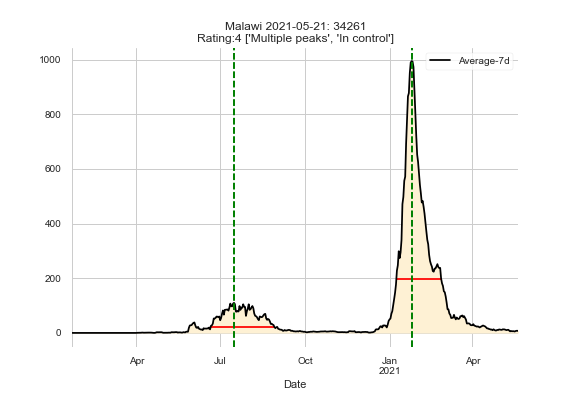 Malawi 2021-05-21: 34261
Rating:4 ['Multiple peaks', 'In control']
Average-7d
1000
800
600
400
200
0
Apr Jul Oct Jan Apr
2021
Date